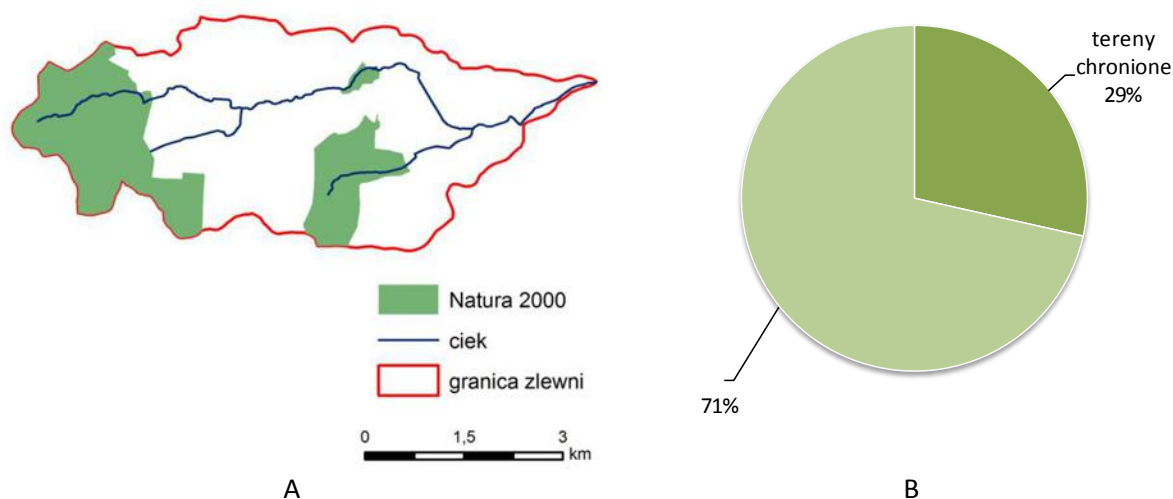 Natura 2000
ciek
granica zlewni
0 1,5 3
km
A
tereny
chronione
29%
71%
B